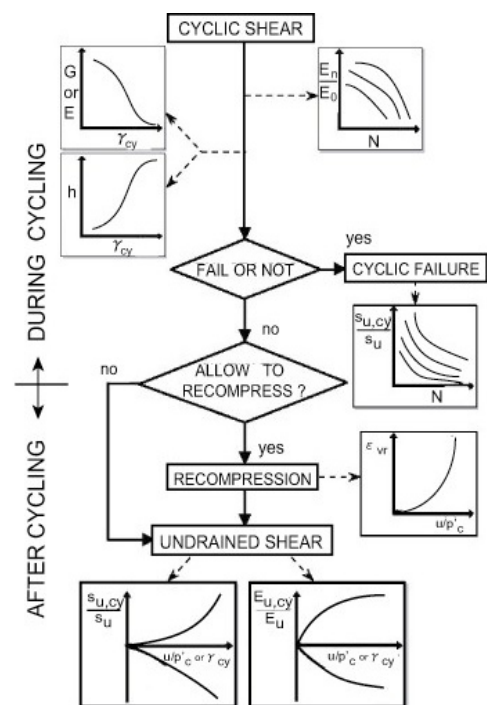 CYCLIC SHEAR
G
or
E
γcy
h
γcy
En
E0
N
DURING CYCLING
AFTER CYCLING
FAIL OR NOT
yes
CYCLIC FAILURE
no
su,cy
su
N
ALLOW TO
RECOMPRESS ?
no
yes
RECOMPRESSION
εvr
u/p'c
UNDRAINED SHEAR
su,cy
su
u/p'c or γcy
Eu,cy
Eu
u/p'c or γcy